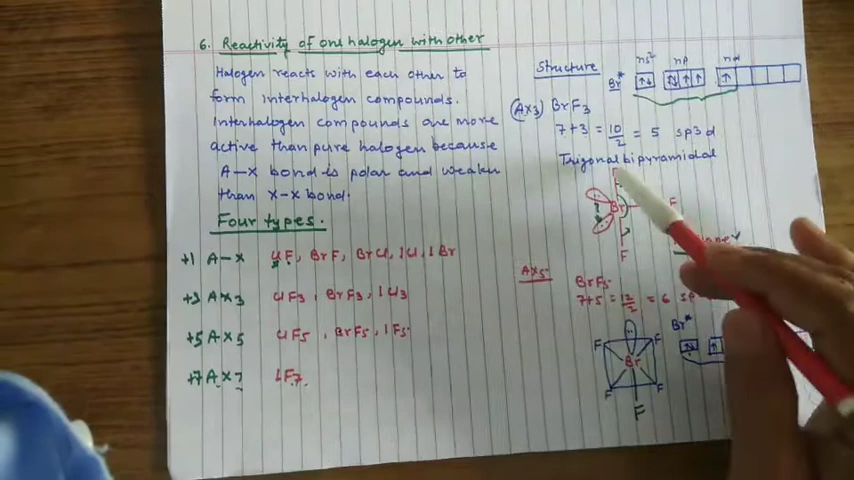 6. Reactivity of one halogen with other
Halogen reacts with each other to
form interhalogen compounds.
Interhalogen compounds are more
active than pure halogen because
A-X bond is polar and weaker
than X-X bond.
Four types.
+1 A-X ClF, BrF, BrCl, ICl, IBr
+3 AX3 ClF3, BrF3, ICl3
+5 AX5 ClF5, BrF5, IF5
+7 AX7 IF7.
Structure
Br* ns2 np nd
(AX3) BrF3
7+3 = 10/2 = 5 sp3d
Trigonal bipyramidal
Br F
F
AX5 BrF5
7+5 = 12/2 = 6 sp
Br*
F F
Br
F F
F